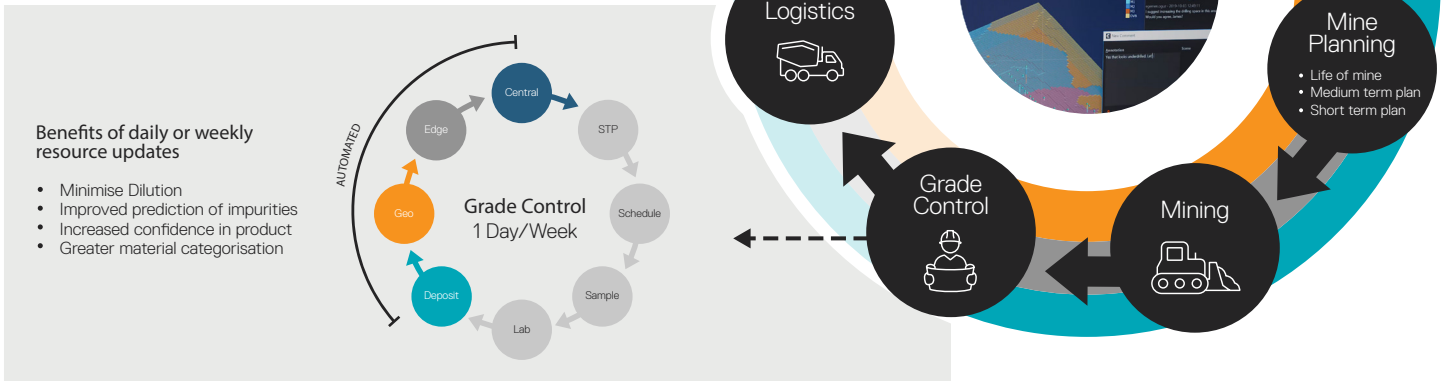 Benefits of daily or weekly
resource updates
• Minimise Dilution
• Improved prediction of impurities
• Increased confidence in product
• Greater material categorisation
AUTOMATED
Central
STP
Schedule
Sample
Lab
Deposit
Geo
Edge
Grade Control
1 Day/Week
Logistics
Grade
Control
Mining
Mine
Planning
• Life of mine
• Medium term plan
• Short term plan